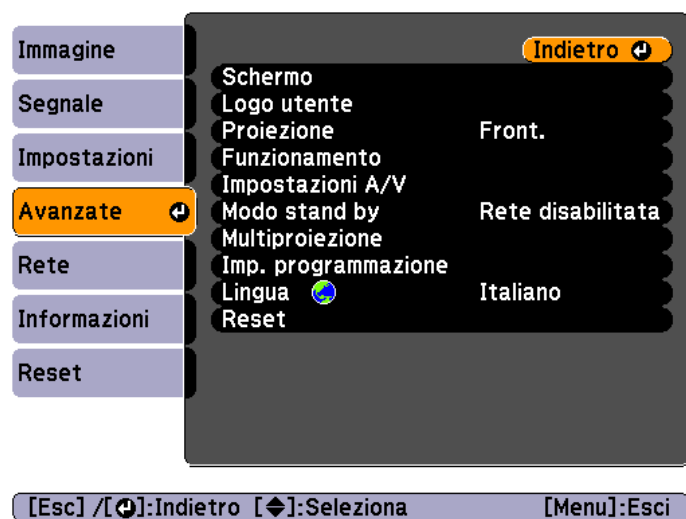 Immagine
Segnale
Impostazioni
Avanzate
Rete
Informazioni
Reset
Indietro
Schermo
Logo utente
Proiezione Front.
Funzionamento
Impostazioni A/V
Modo stand by Rete disabilitata
Multiproiezione
Imp. programmazione
Lingua Italiano
Reset
[Esc] /[⏎]:Indietro [◆]:Seleziona [Menu]:Esci